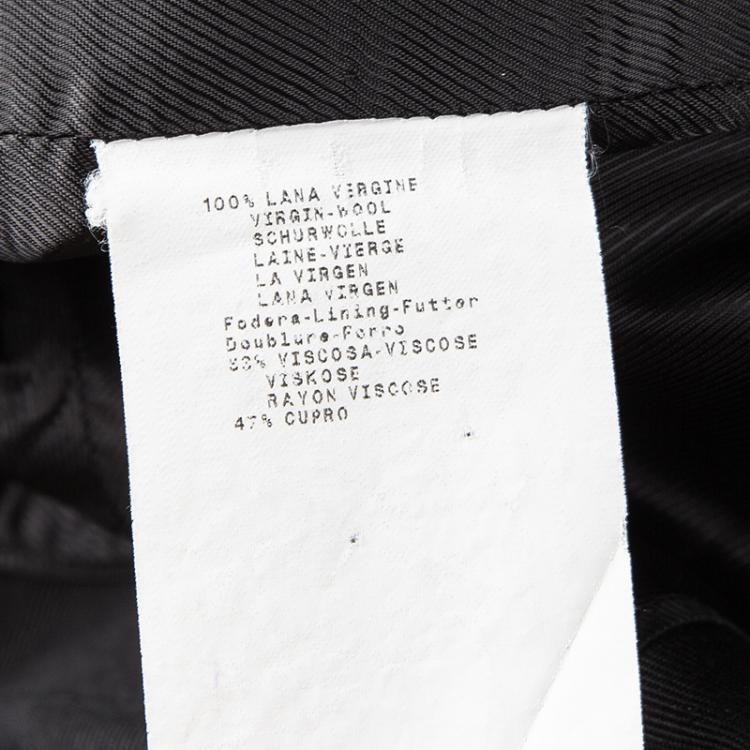 100% LANA VERGINE
VIRGIN-WOOL
SCHURWOLLE
LAINE-VIERGE
LA VIRGEN
LANA VIRGEN
Fodera-Lining-Futter
Doublure-Forro
53% VISCOSA-VISCOSE
VISKOSE
RAYON VISCOSE
47% CUPRO